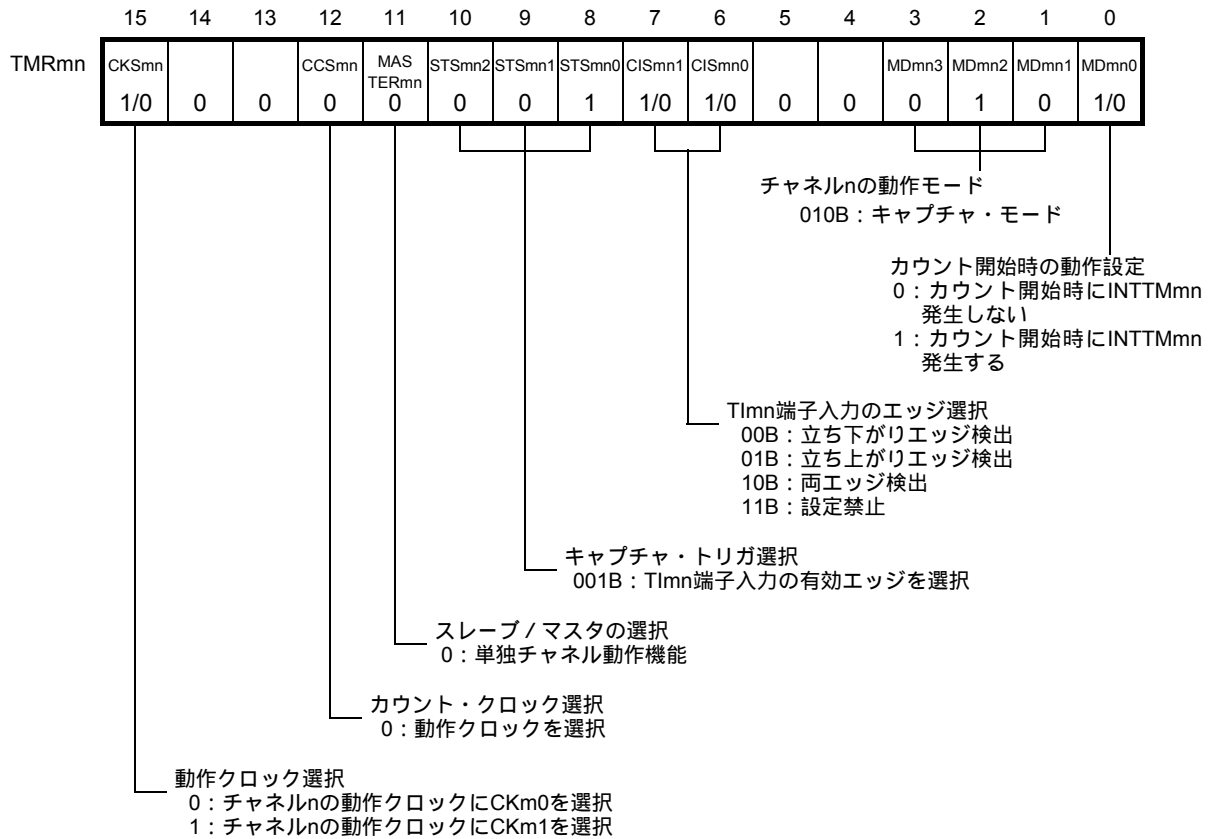 15 14 13 12 11 10 9 8 7 6 5 4 3 2 1 0
TMRmn CKSmn CCSmn MAS TERmn STSmn2 STSmn1 STSmn0 CISmn1 CISmn0 MDmn3 MDmn2 MDmn1 MDmn0
1/0 0 0 0 0 0 0 1 1/0 1/0 0 0 0 1 0 1/0
チャネルnの動作モード
010B：キャプチャ・モード
カウント開始時の動作設定
0：カウント開始時にINTTMmn
発生しない
1：カウント開始時にINTTMmn
発生する
TImn端子入力のエッジ選択
00B：立ち下がりエッジ検出
01B：立ち上がりエッジ検出
10B：両エッジ検出
11B：設定禁止
キャプチャ・トリガ選択
001B：TImn端子入力の有効エッジを選択
スレーブ／マスタの選択
0：単独チャネル動作機能
カウント・クロック選択
0：動作クロックを選択
動作クロック選択
0：チャネルnの動作クロックにCKm0を選択
1：チャネルnの動作クロックにCKm1を選択